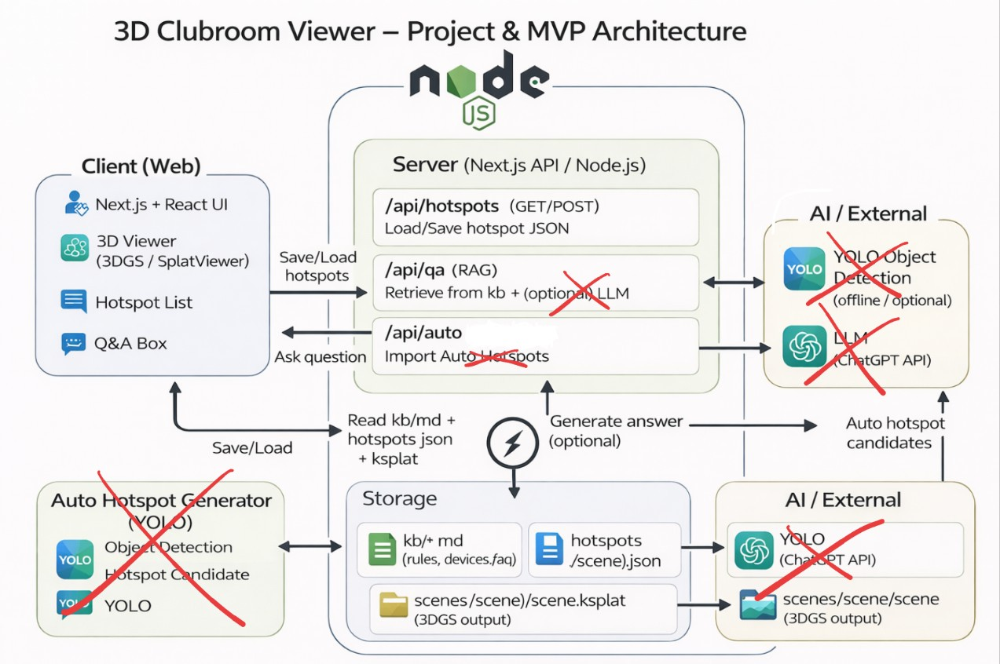 3D Clubroom Viewer – Project & MVP Architecture
node
JS
Client (Web)
Next.js + React UI
3D Viewer
(3DGS / SplatViewer)
Hotspot List
Q&A Box
Save/Load
hotspots
Ask question
Server (Next.js API / Node.js)
/api/hotspots (GET/POST)
Load/Save hotspot JSON
/api/qa (RAG)
Retrieve from kb + (optional) LLM
/api/auto
Import Auto Hotspots
AI / External
YOLO
YOLO Object
Detection
(offline / optional)
LLM
(ChatGPT API)
Save/Load
Read kb/md +
hotspots json
+ ksplat
Generate answer
(optional)
Auto hotspot
candidates
Auto Hotspot Generator
(YOLO)
YOLO
Object Detection
Hotspot Candidate
YOLO
YOLO
Storage
kb/+ md
(rules, devices.faq)
hotspots
./scene).json
scenes/scene)/scene.ksplat
(3DGS output)
AI / External
YOLO
(ChatGPT API)
scenes/scene/scene
(3DGS output)